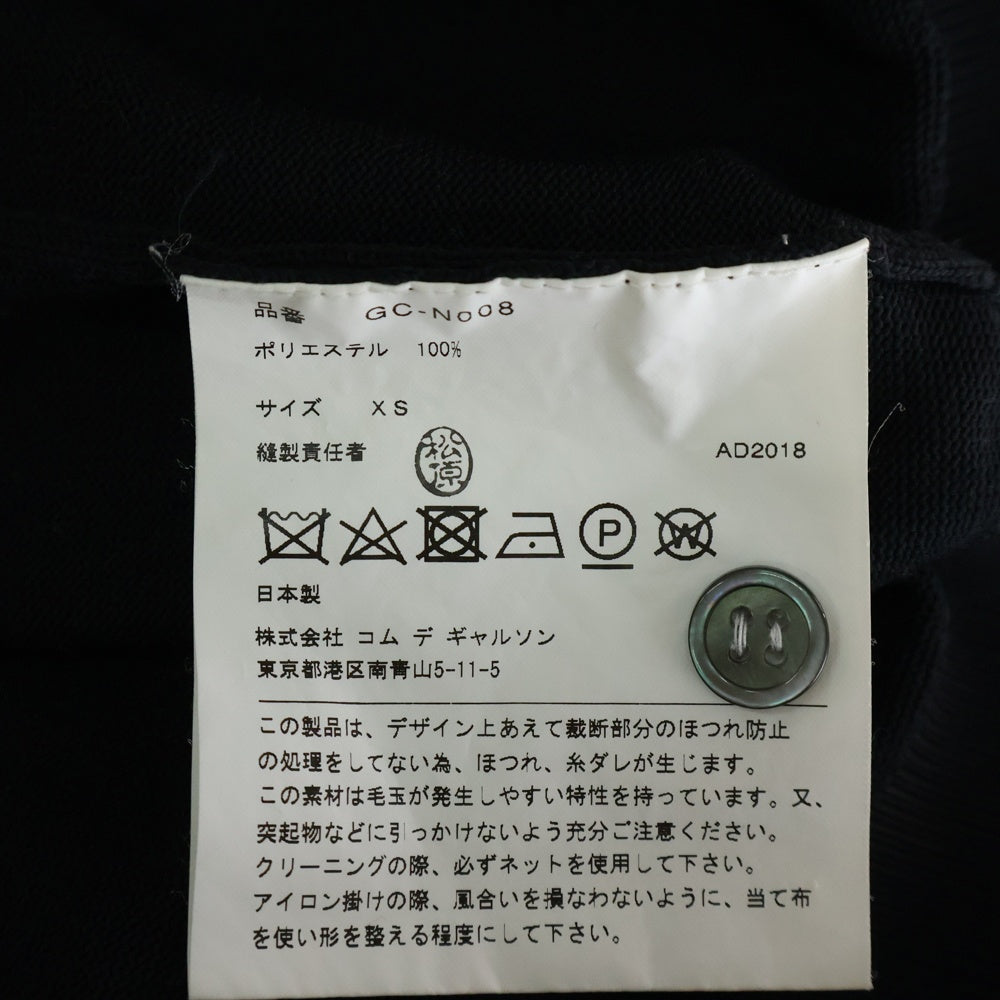 品番 GC-N008
ポリエステル 100%
サイズ XS
縫製責任者 松原 AD2018
P W
日本製
株式会社 コム デ ギャルソン
東京都港区南青山5-11-5
この製品は、デザイン上あえて裁断部分のほつれ防止
の処理をしてない為、ほつれ、糸ダレが生じます。
この素材は毛玉が発生しやすい特性を持っています。又、
突起物などに引っかけないよう充分ご注意ください。
クリーニングの際、必ずネットを使用して下さい。
アイロン掛けの際、風合いを損なわないように、当て布
を使い形を整える程度にして下さい。